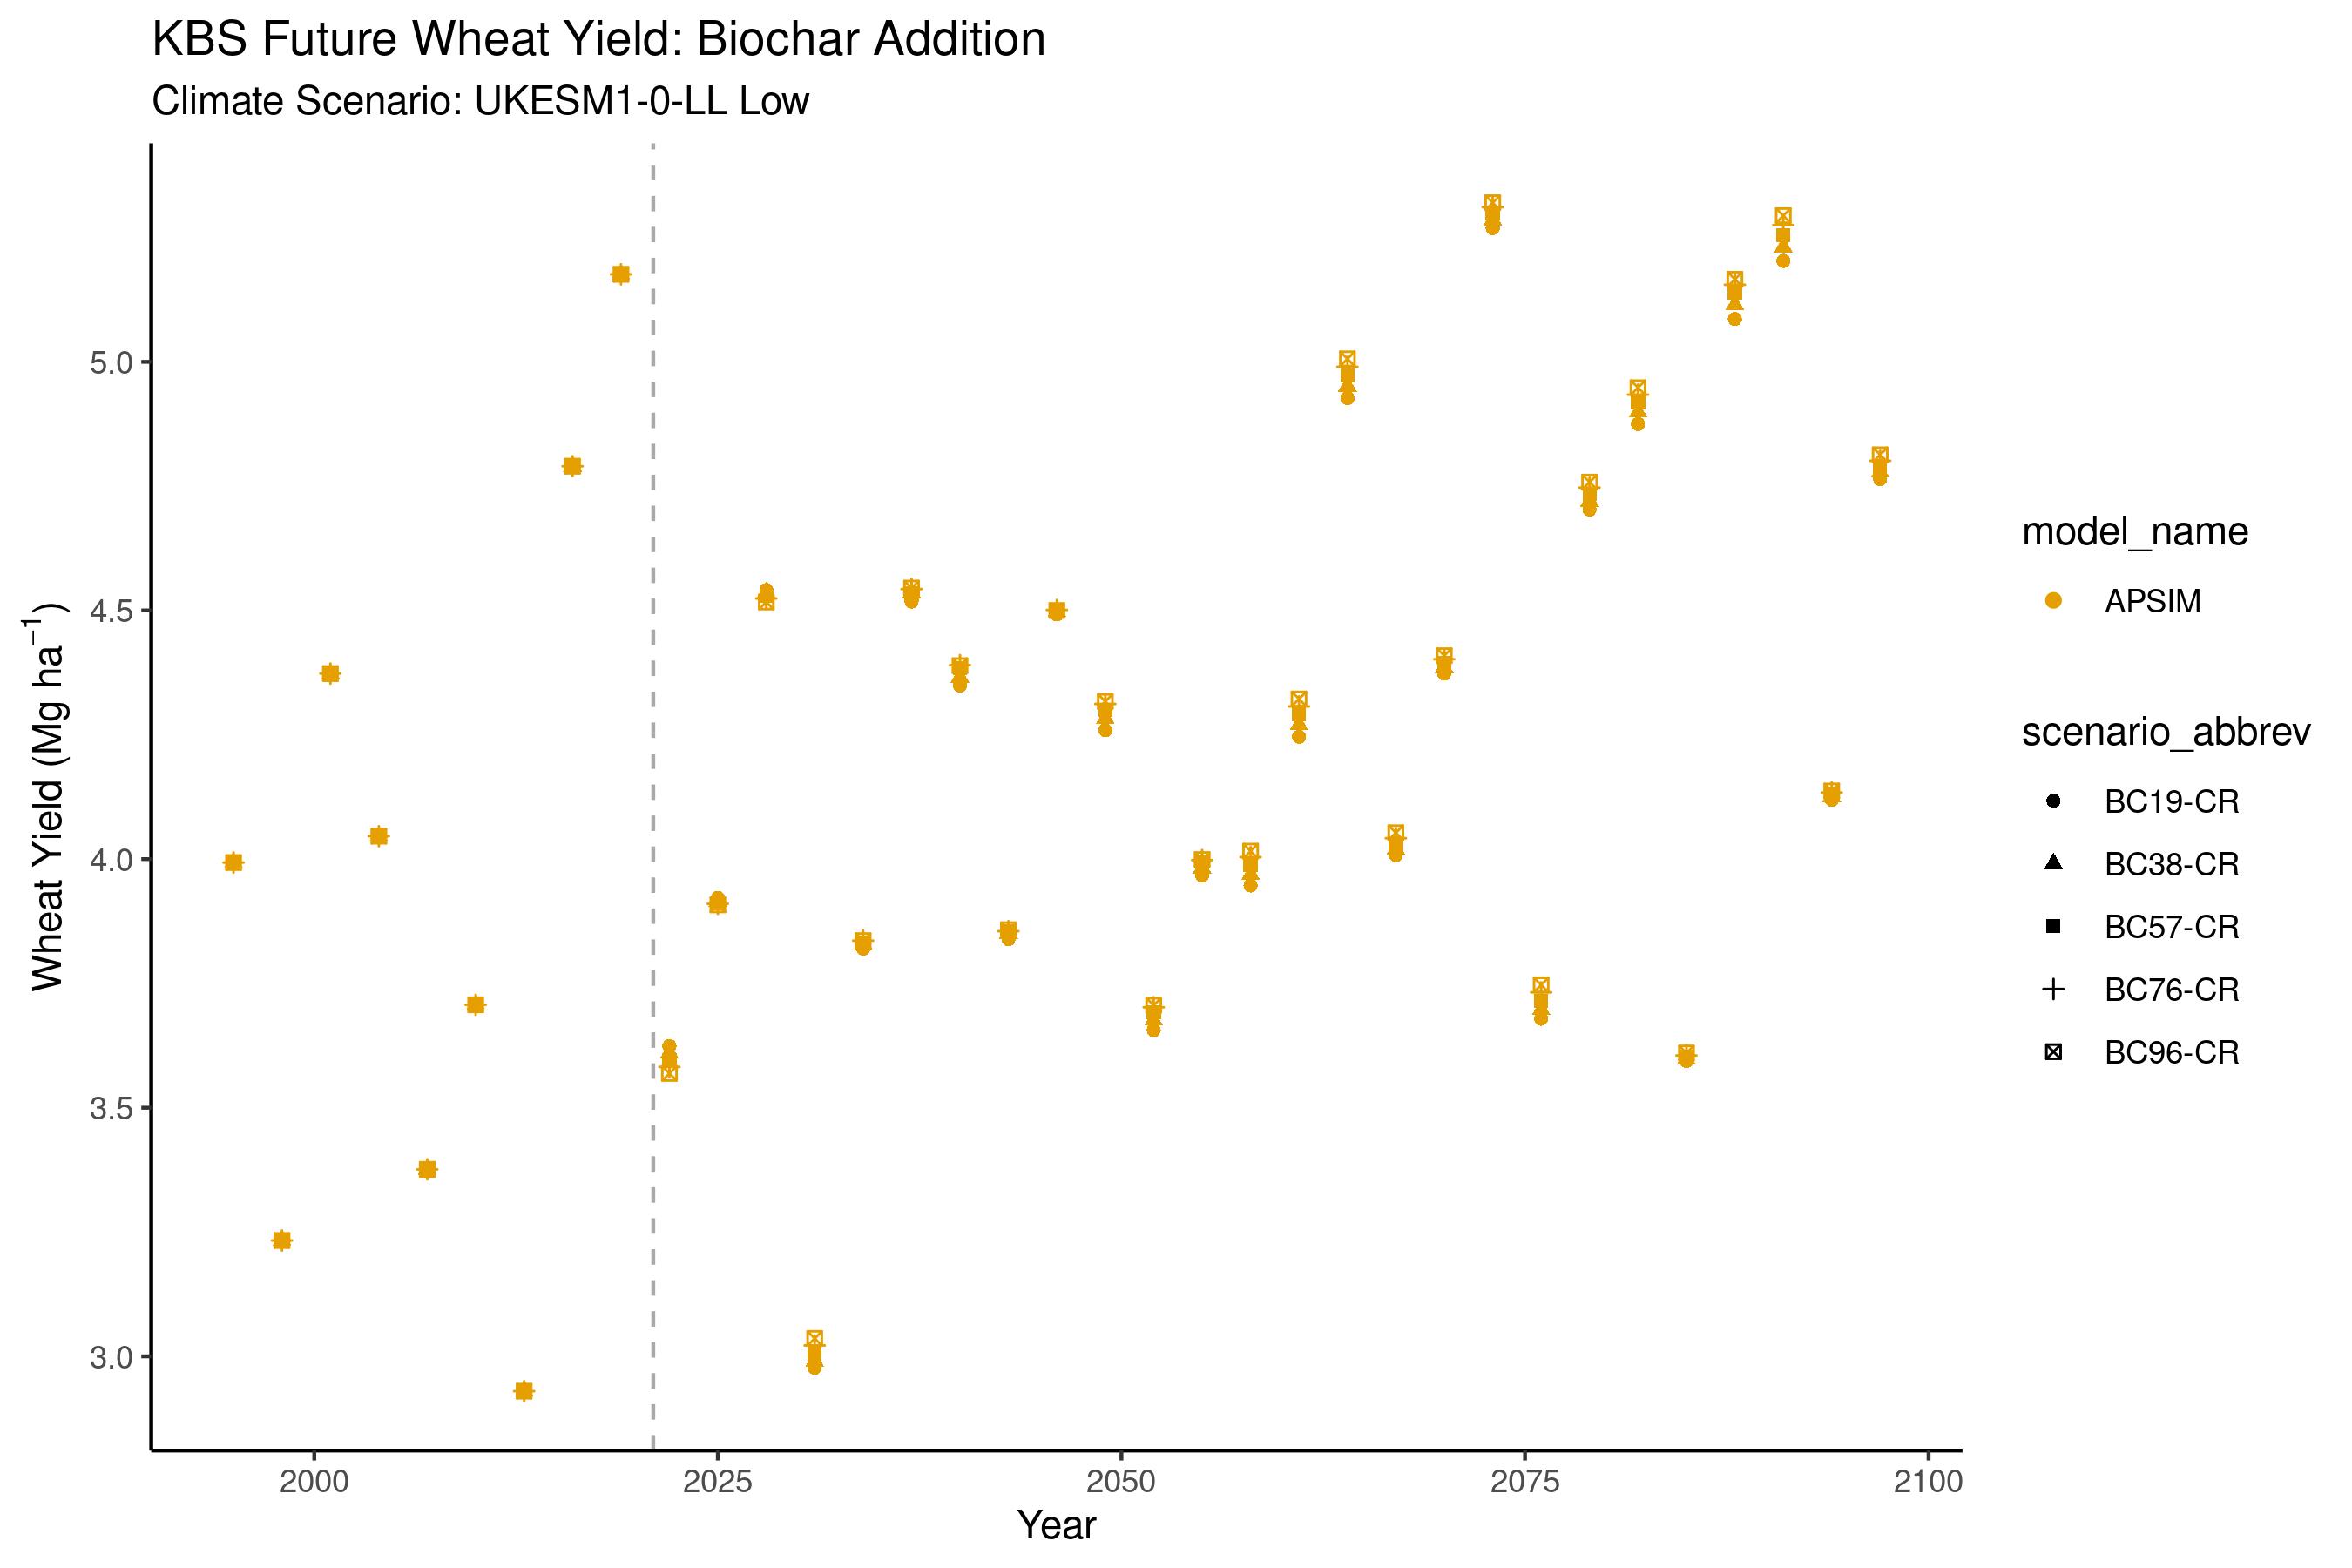 KBS Future Wheat Yield: Biochar Addition
Climate Scenario: UKESM1-0-LL Low
Wheat Yield (Mg ha⁻¹)
5.0
4.5
4.0
3.5
3.0
2000
2025
2050
2075
2100
Year
model_name
APSIM
scenario_abbrev
BC19-CR
BC38-CR
BC57-CR
BC76-CR
BC96-CR